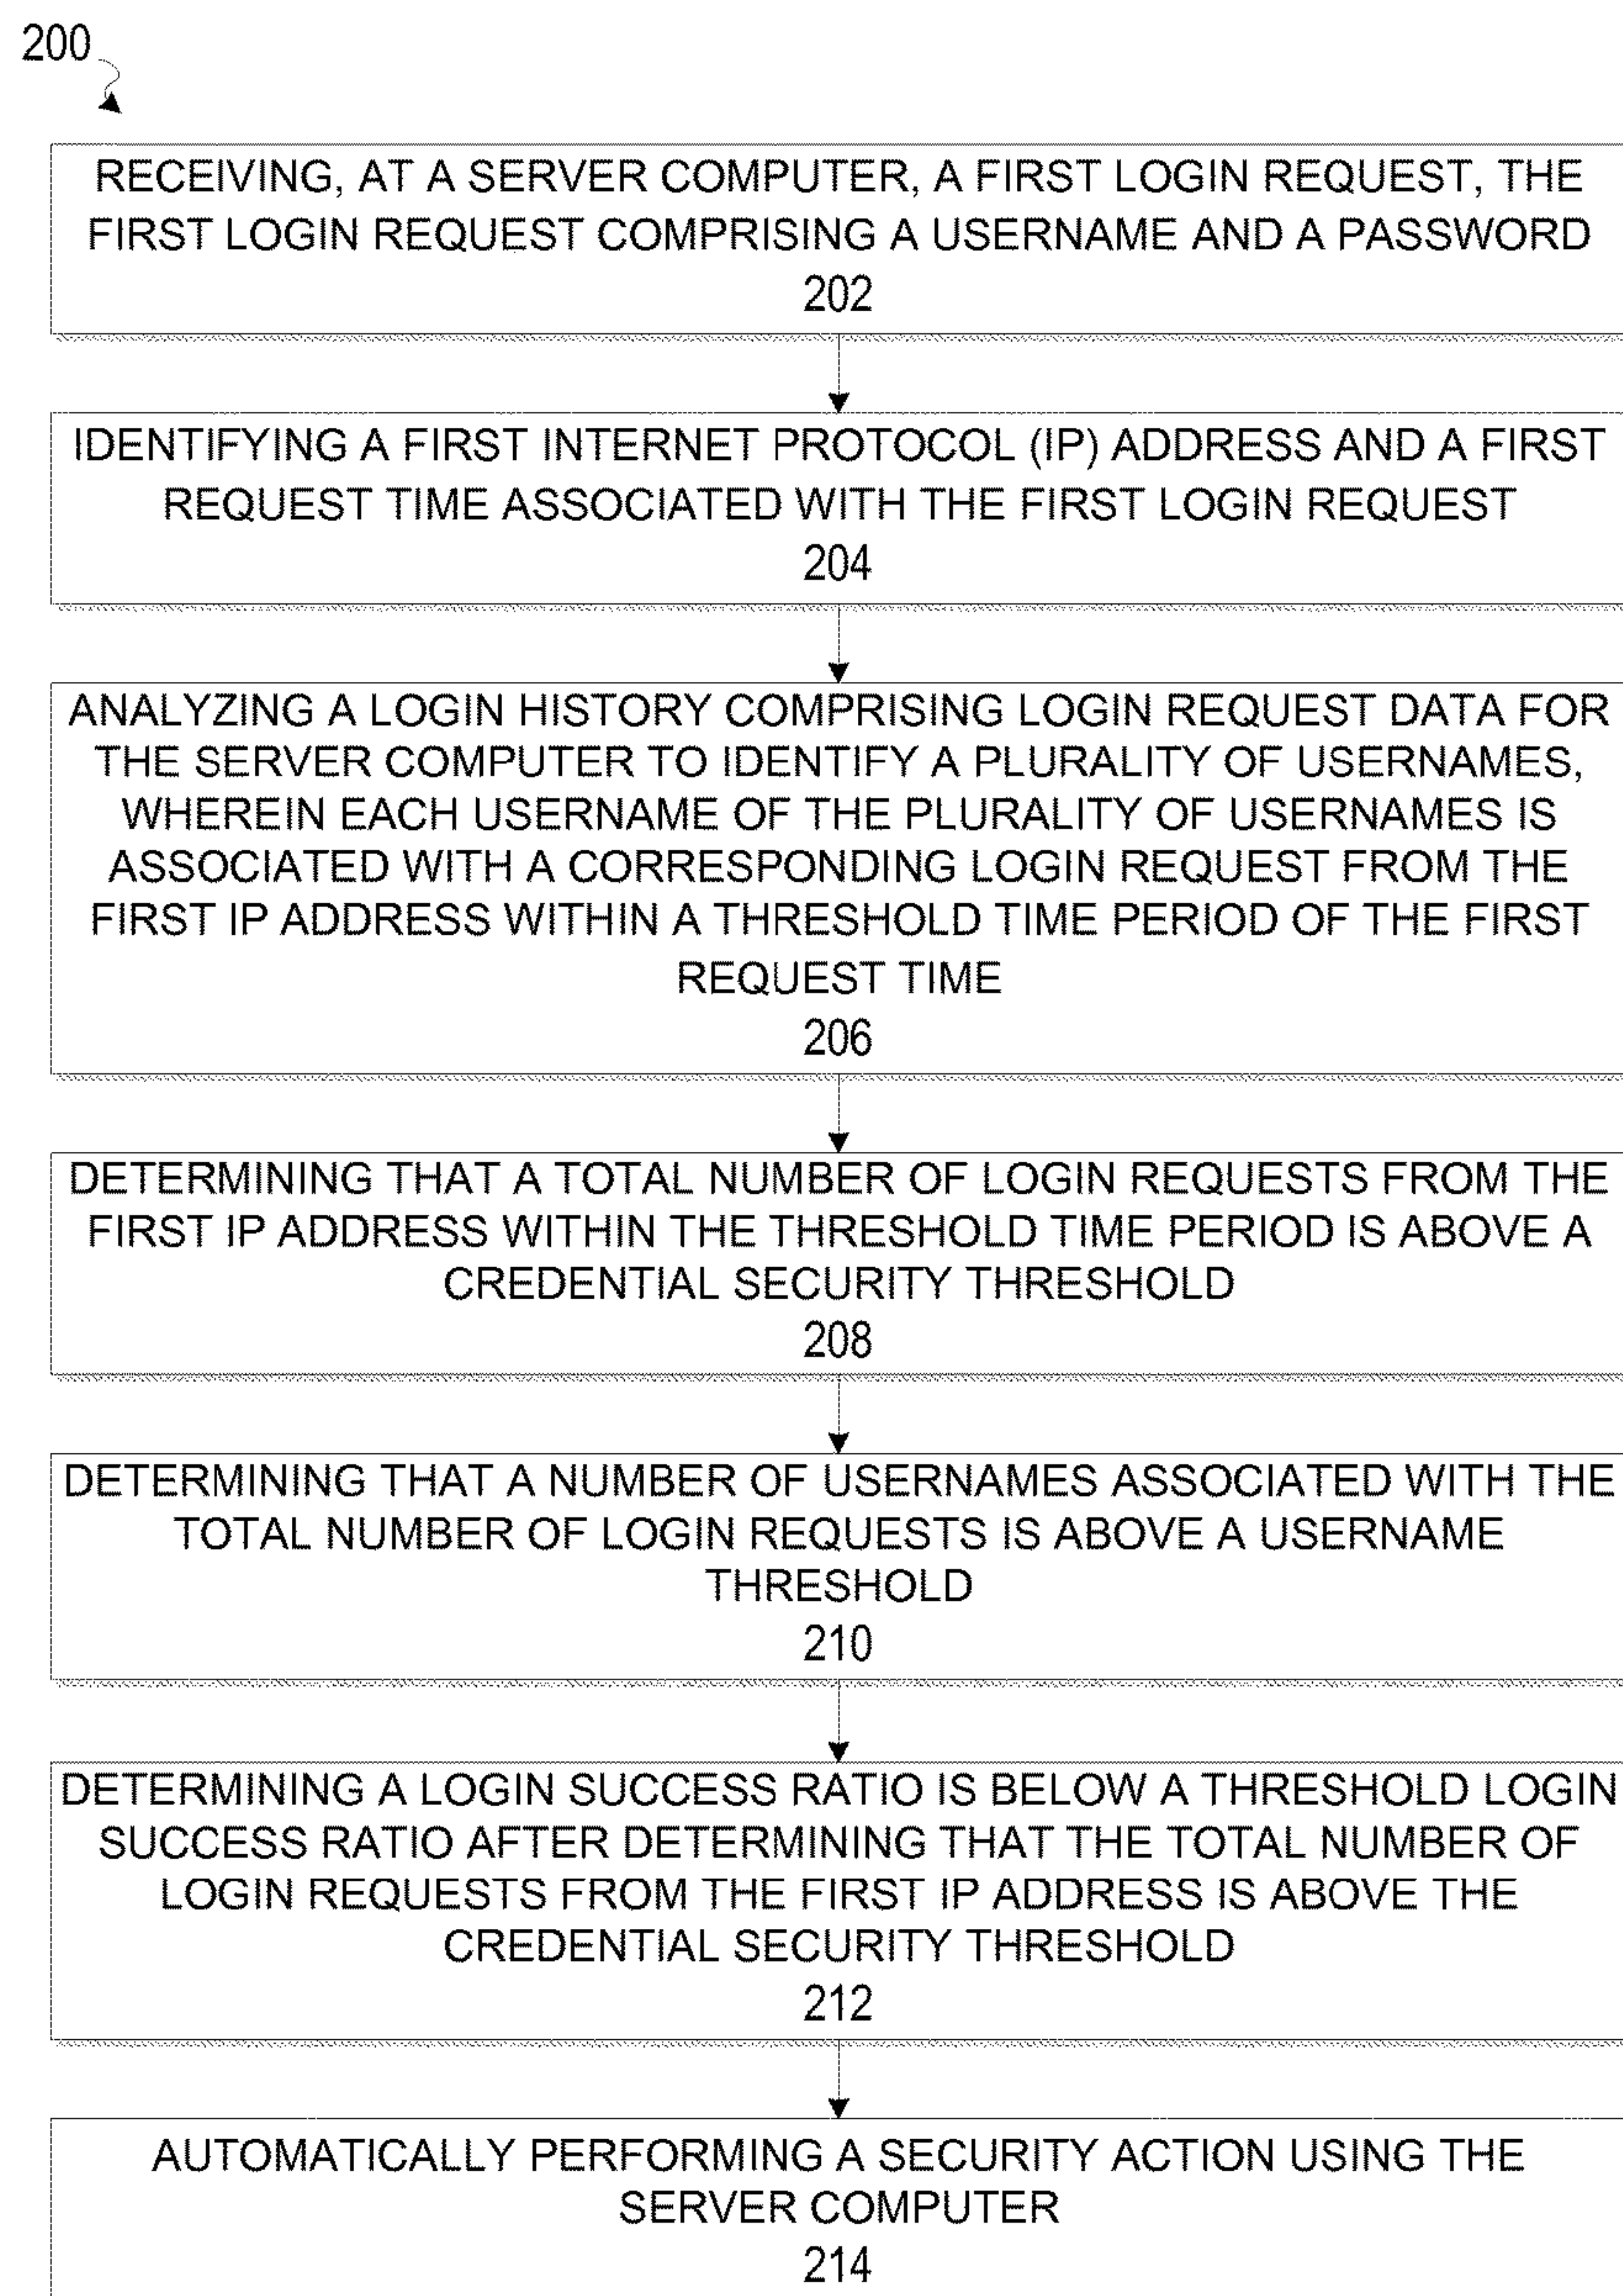 200
RECEIVING, AT A SERVER COMPUTER, A FIRST LOGIN REQUEST, THE
FIRST LOGIN REQUEST COMPRISING A USERNAME AND A PASSWORD
202
IDENTIFYING A FIRST INTERNET PROTOCOL (IP) ADDRESS AND A FIRST
REQUEST TIME ASSOCIATED WITH THE FIRST LOGIN REQUEST
204
ANALYZING A LOGIN HISTORY COMPRISING LOGIN REQUEST DATA FOR
THE SERVER COMPUTER TO IDENTIFY A PLURALITY OF USERNAMES,
WHEREIN EACH USERNAME OF THE PLURALITY OF USERNAMES IS
ASSOCIATED WITH A CORRESPONDING LOGIN REQUEST FROM THE
FIRST IP ADDRESS WITHIN A THRESHOLD TIME PERIOD OF THE FIRST
REQUEST TIME
206
DETERMINING THAT A TOTAL NUMBER OF LOGIN REQUESTS FROM THE
FIRST IP ADDRESS WITHIN THE THRESHOLD TIME PERIOD IS ABOVE A
CREDENTIAL SECURITY THRESHOLD
208
DETERMINING THAT A NUMBER OF USERNAMES ASSOCIATED WITH THE
TOTAL NUMBER OF LOGIN REQUESTS IS ABOVE A USERNAME
THRESHOLD
210
DETERMINING A LOGIN SUCCESS RATIO IS BELOW A THRESHOLD LOGIN
SUCCESS RATIO AFTER DETERMINING THAT THE TOTAL NUMBER OF
LOGIN REQUESTS FROM THE FIRST IP ADDRESS IS ABOVE THE
CREDENTIAL SECURITY THRESHOLD
212
AUTOMATICALLY PERFORMING A SECURITY ACTION USING THE
SERVER COMPUTER
214